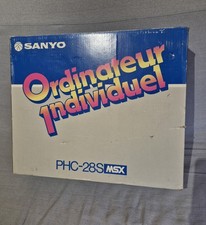 SANYO
Ordinateur
Individuel
PHC-28S MSX